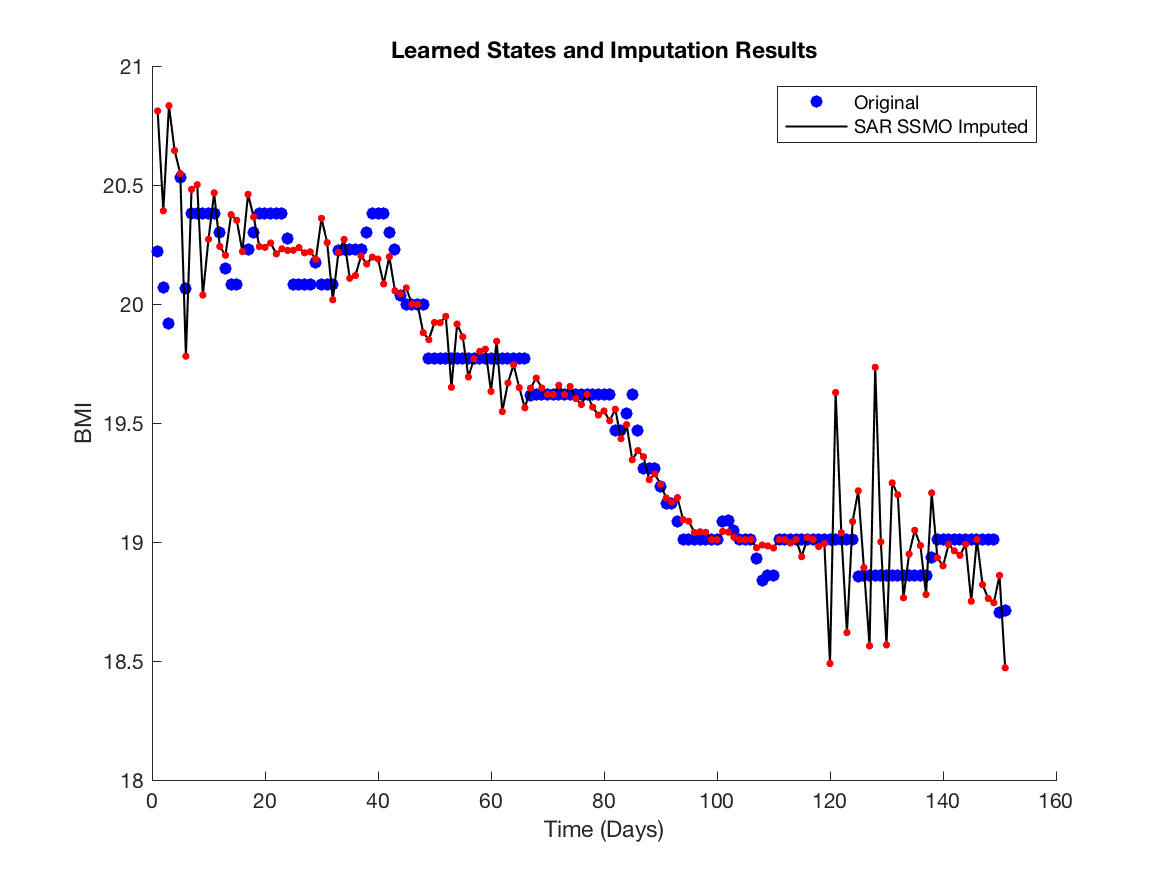 Learned States and Imputation Results
Original
SAR SSMO Imputed
BMI
21
20.5
20
19.5
19
18.5
18
0 20 40 60 80 100 120 140 160
Time (Days)